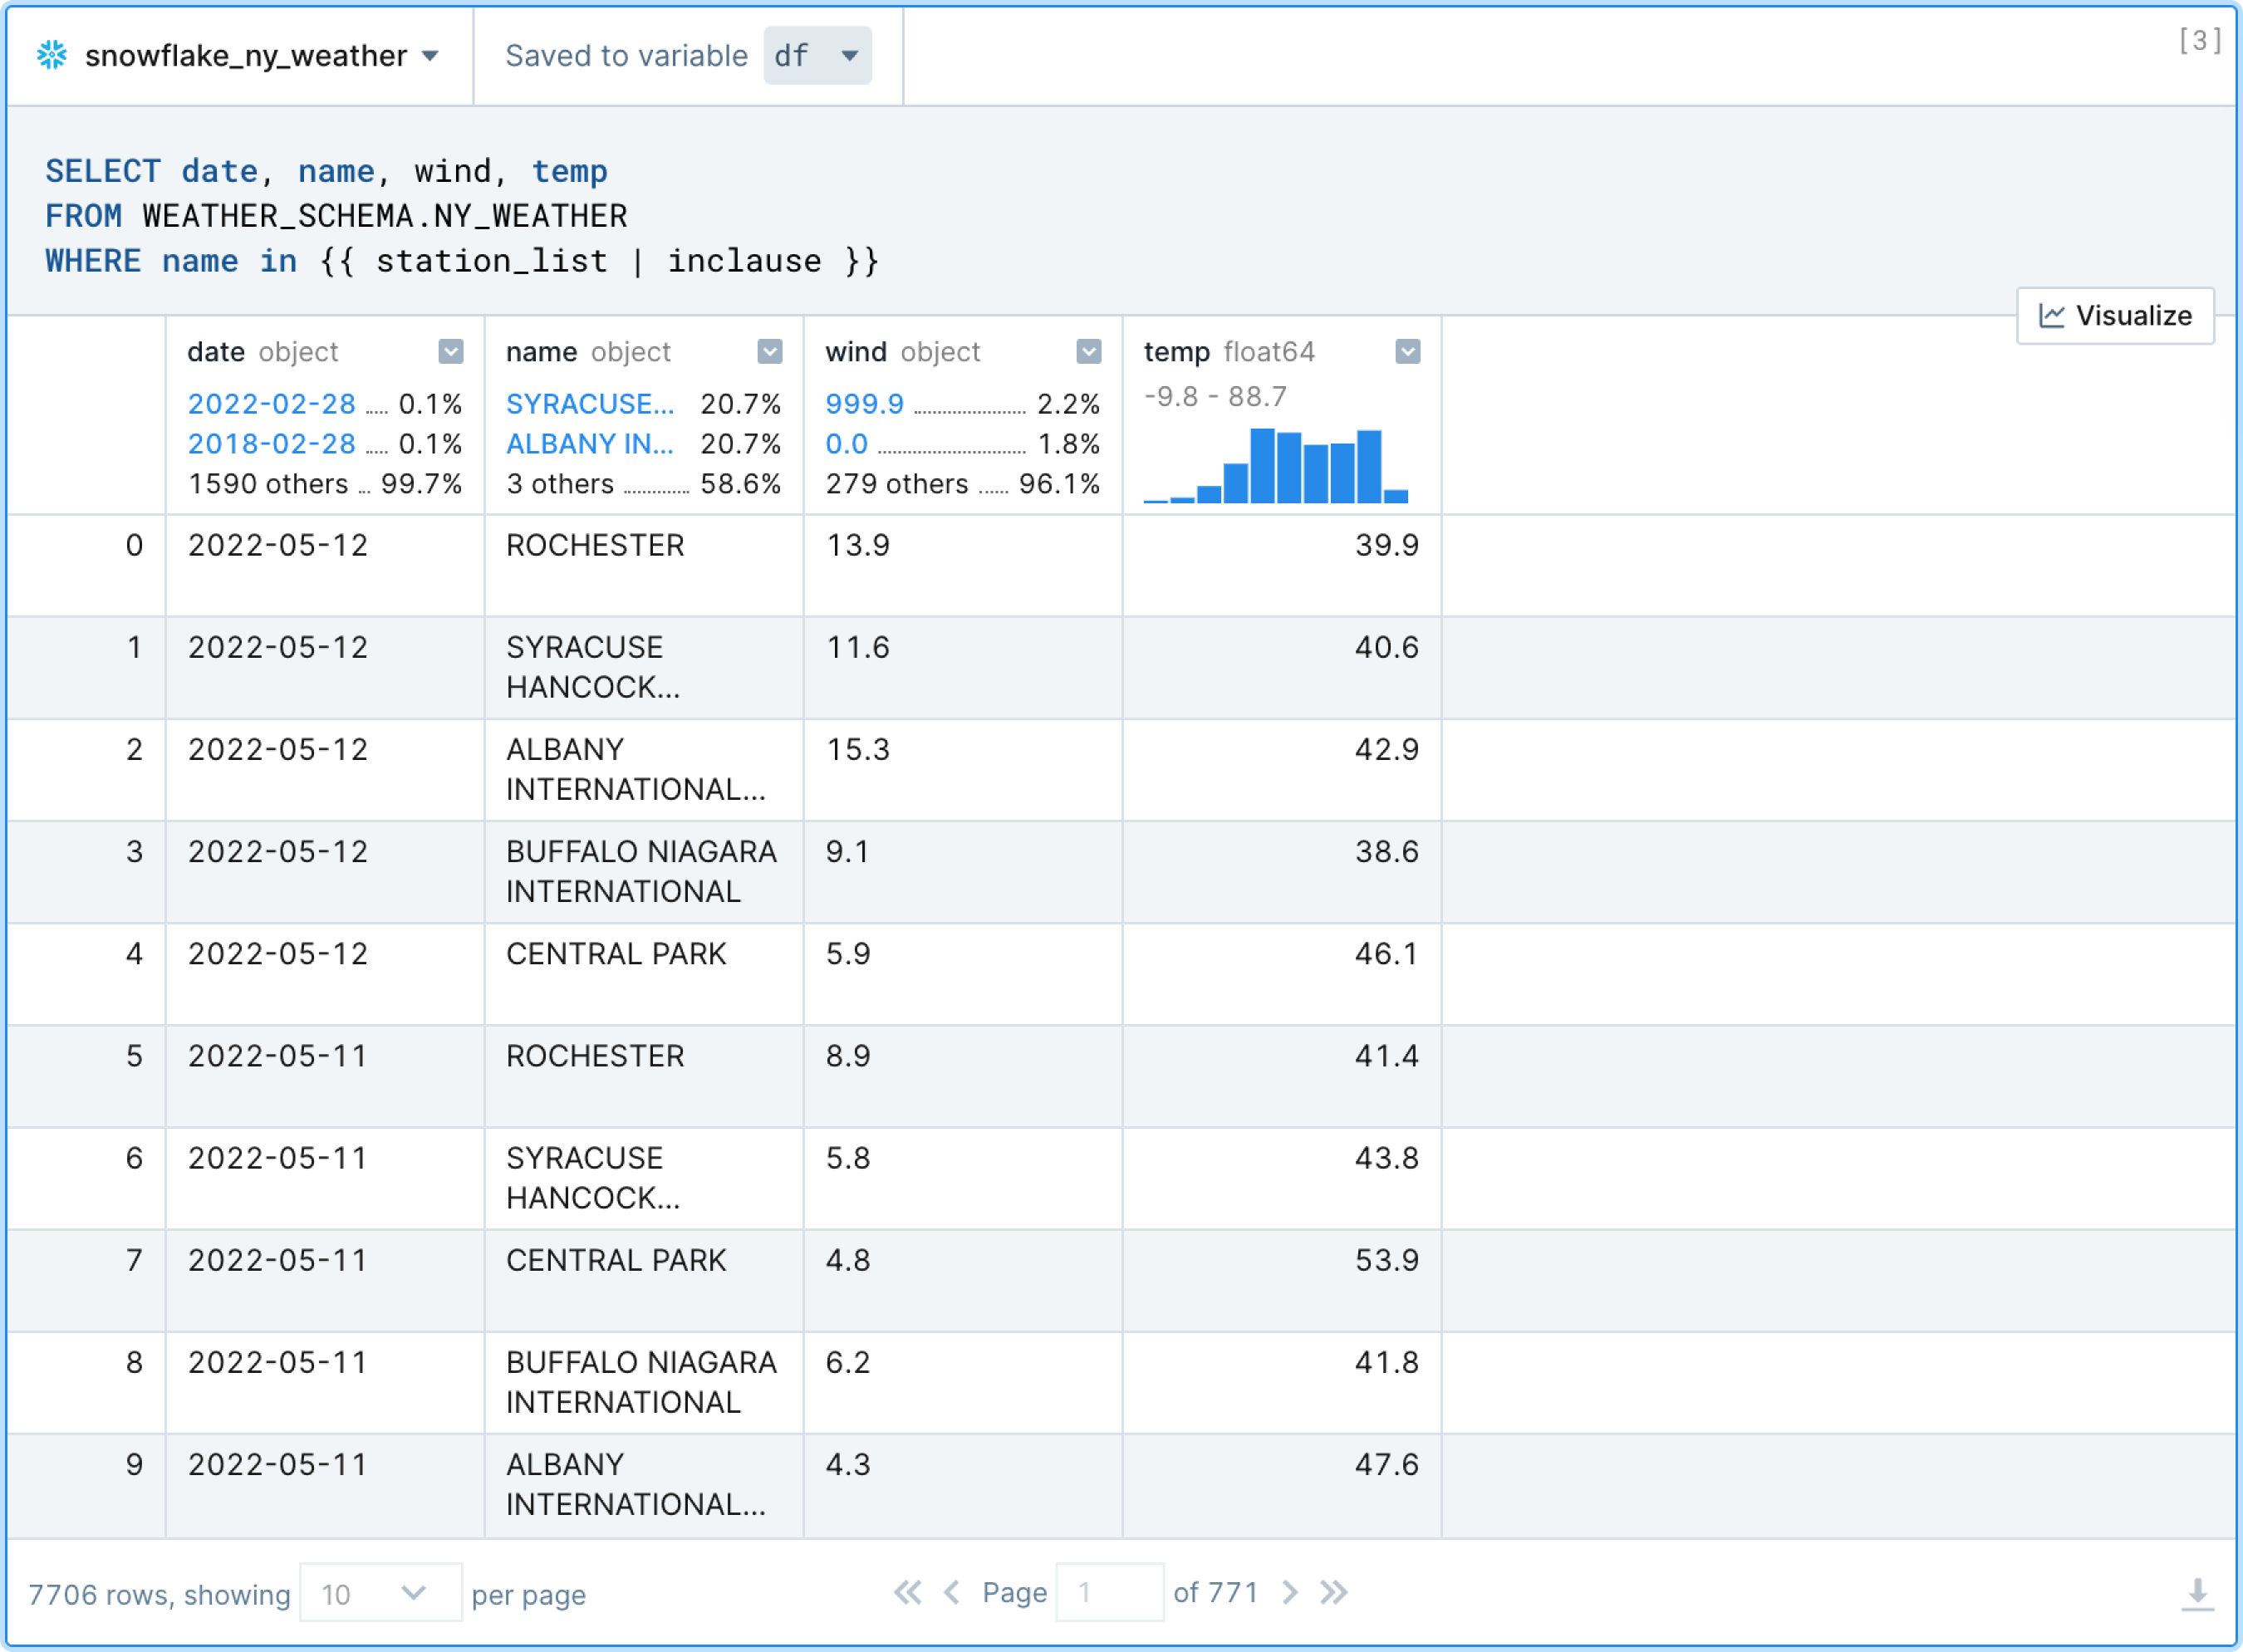 snowflake_ny_weather Saved to variable df [3]
SELECT date, name, wind, temp
FROM WEATHER_SCHEMA.NY_WEATHER
WHERE name in {{ station_list | inclause }}
Visualize
date object name object wind object temp float64
2022-02-28 0.1% SYRACUSE... 20.7% 999.9 2.2% -9.8 - 88.7
2018-02-28 0.1% ALBANY IN... 20.7% 0.0 1.8%
1590 others 99.7% 3 others 58.6% 279 others 96.1%
0 2022-05-12 ROCHESTER 13.9 39.9
1 2022-05-12 SYRACUSE 11.6 40.6
HANCOCK...
2 2022-05-12 ALBANY 15.3 42.9
INTERNATIONAL...
3 2022-05-12 BUFFALO NIAGARA 9.1 38.6
INTERNATIONAL
4 2022-05-12 CENTRAL PARK 5.9 46.1
5 2022-05-11 ROCHESTER 8.9 41.4
6 2022-05-11 SYRACUSE 5.8 43.8
HANCOCK...
7 2022-05-11 CENTRAL PARK 4.8 53.9
8 2022-05-11 BUFFALO NIAGARA 6.2 41.8
INTERNATIONAL
9 2022-05-11 ALBANY 4.3 47.6
INTERNATIONAL...
7706 rows, showing 10 per page Page 1 of 771